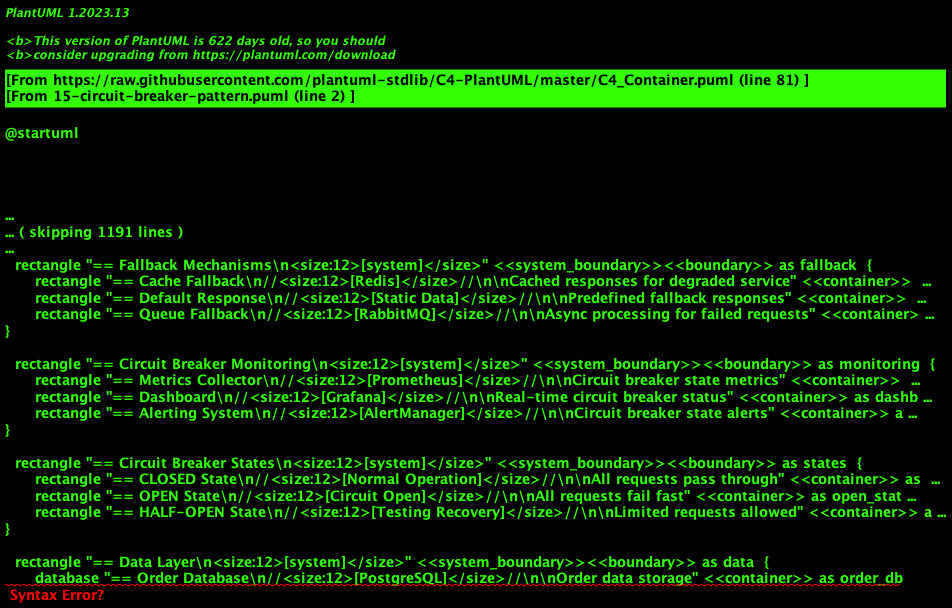 PlantUML 1.2023.13
<b>This version of PlantUML is 622 days old, so you should
<b>consider upgrading from https://plantuml.com/download
[From https://raw.githubusercontent.com/plantuml-stdlib/C4-PlantUML/master/C4_Container.puml (line 81) ]
[From 15-circuit-breaker-pattern.puml (line 2) ]
@startuml
...
... ( skipping 1191 lines )
...
rectangle "== Fallback Mechanisms\n<size:12>[system]</size>" <<system_boundary>><<boundary>> as fallback {
rectangle "== Cache Fallback\n//<size:12>[Redis]</size>//\n\nCached responses for degraded service" <<container>> ...
rectangle "== Default Response\n//<size:12>[Static Data]</size>//\n\nPredefined fallback responses" <<container>> ...
rectangle "== Queue Fallback\n//<size:12>[RabbitMQ]</size>//\n\nAsync processing for failed requests" <<container> ...
}
rectangle "== Circuit Breaker Monitoring\n<size:12>[system]</size>" <<system_boundary>><<boundary>> as monitoring {
rectangle "== Metrics Collector\n//<size:12>[Prometheus]</size>//\n\nCircuit breaker state metrics" <<container>> ...
rectangle "== Dashboard\n//<size:12>[Grafana]</size>//\n\nReal-time circuit breaker status" <<container>> as dashb ...
rectangle "== Alerting System\n//<size:12>[AlertManager]</size>//\n\nCircuit breaker state alerts" <<container>> a ...
}
rectangle "== Circuit Breaker States\n<size:12>[system]</size>" <<system_boundary>><<boundary>> as states {
rectangle "== CLOSED State\n//<size:12>[Normal Operation]</size>//\n\nAll requests pass through" <<container>> as ...
rectangle "== OPEN State\n//<size:12>[Circuit Open]</size>//\n\nAll requests fail fast" <<container>> as open_stat ...
rectangle "== HALF-OPEN State\n//<size:12>[Testing Recovery]</size>//\n\nLimited requests allowed" <<container>> a ...
}
rectangle "== Data Layer\n<size:12>[system]</size>" <<system_boundary>><<boundary>> as data {
database "== Order Database\n//<size:12>[PostgreSQL]</size>//\n\nOrder data storage" <<container>> as order_db
Syntax Error?